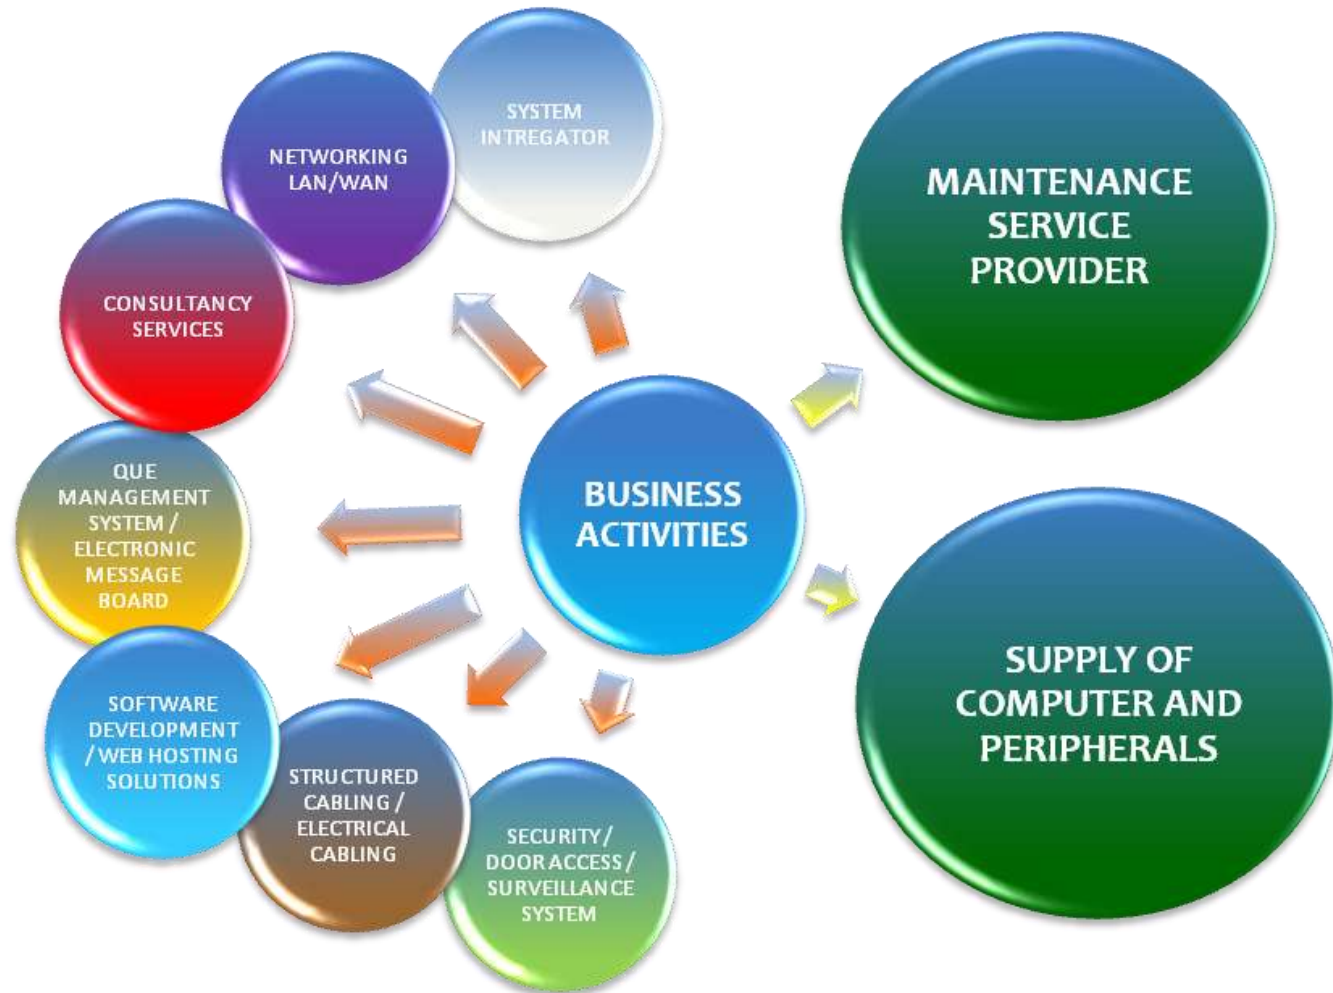 SYSTEM
INTREGATOR
NETWORKING
LAN/WAN
CONSULTANCY
SERVICES
QUE
MANAGEMENT
SYSTEM /
ELECTRONIC
MESSAGE
BOARD
SOFTWARE
DEVELOPMENT
/ WEB HOSTING
SOLUTIONS
STRUCTURED
CABLING /
ELECTRICAL
CABLING
SECURITY/
DOOR ACCESS /
SURVEILLANCE
SYSTEM
BUSINESS
ACTIVITIES
MAINTENANCE
SERVICE
PROVIDER
SUPPLY OF
COMPUTER AND
PERIPHERALS